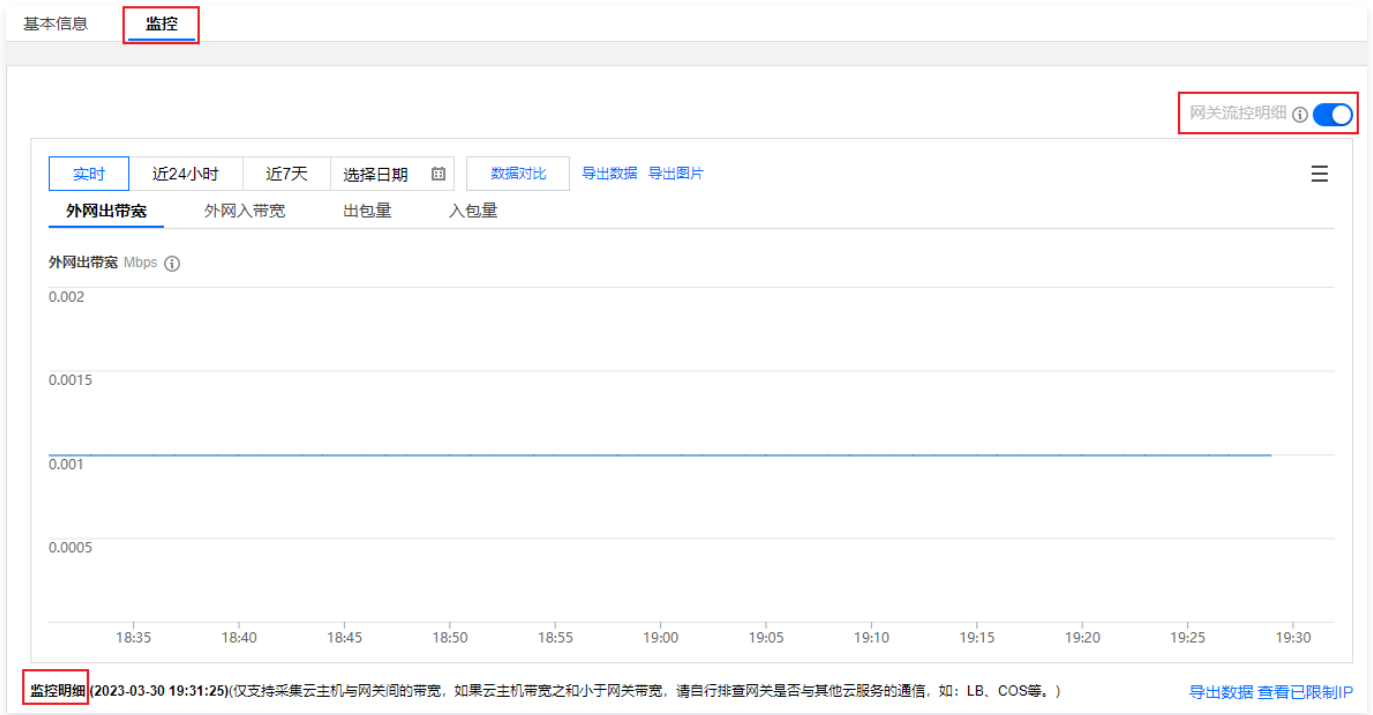 基本信息 监控
网关流控明细
实时 近24小时 近7天 选择日期 数据对比 导出数据 导出图片
外网出带宽 外网入带宽 出包量 入包量
外网出带宽 Mbps
0.002
0.0015
0.001
0.0005
18:35 18:40 18:45 18:50 18:55 19:00 19:05 19:10 19:15 19:20 19:25 19:30
监控明细 (2023-03-30 19:31:25)(仅支持采集云主机与网关间的带宽，如果云主机带宽之和小于网关带宽，请自行排查网关是否与其他云服务的通信，如：LB、COS等。) 导出数据 查看已限制IP